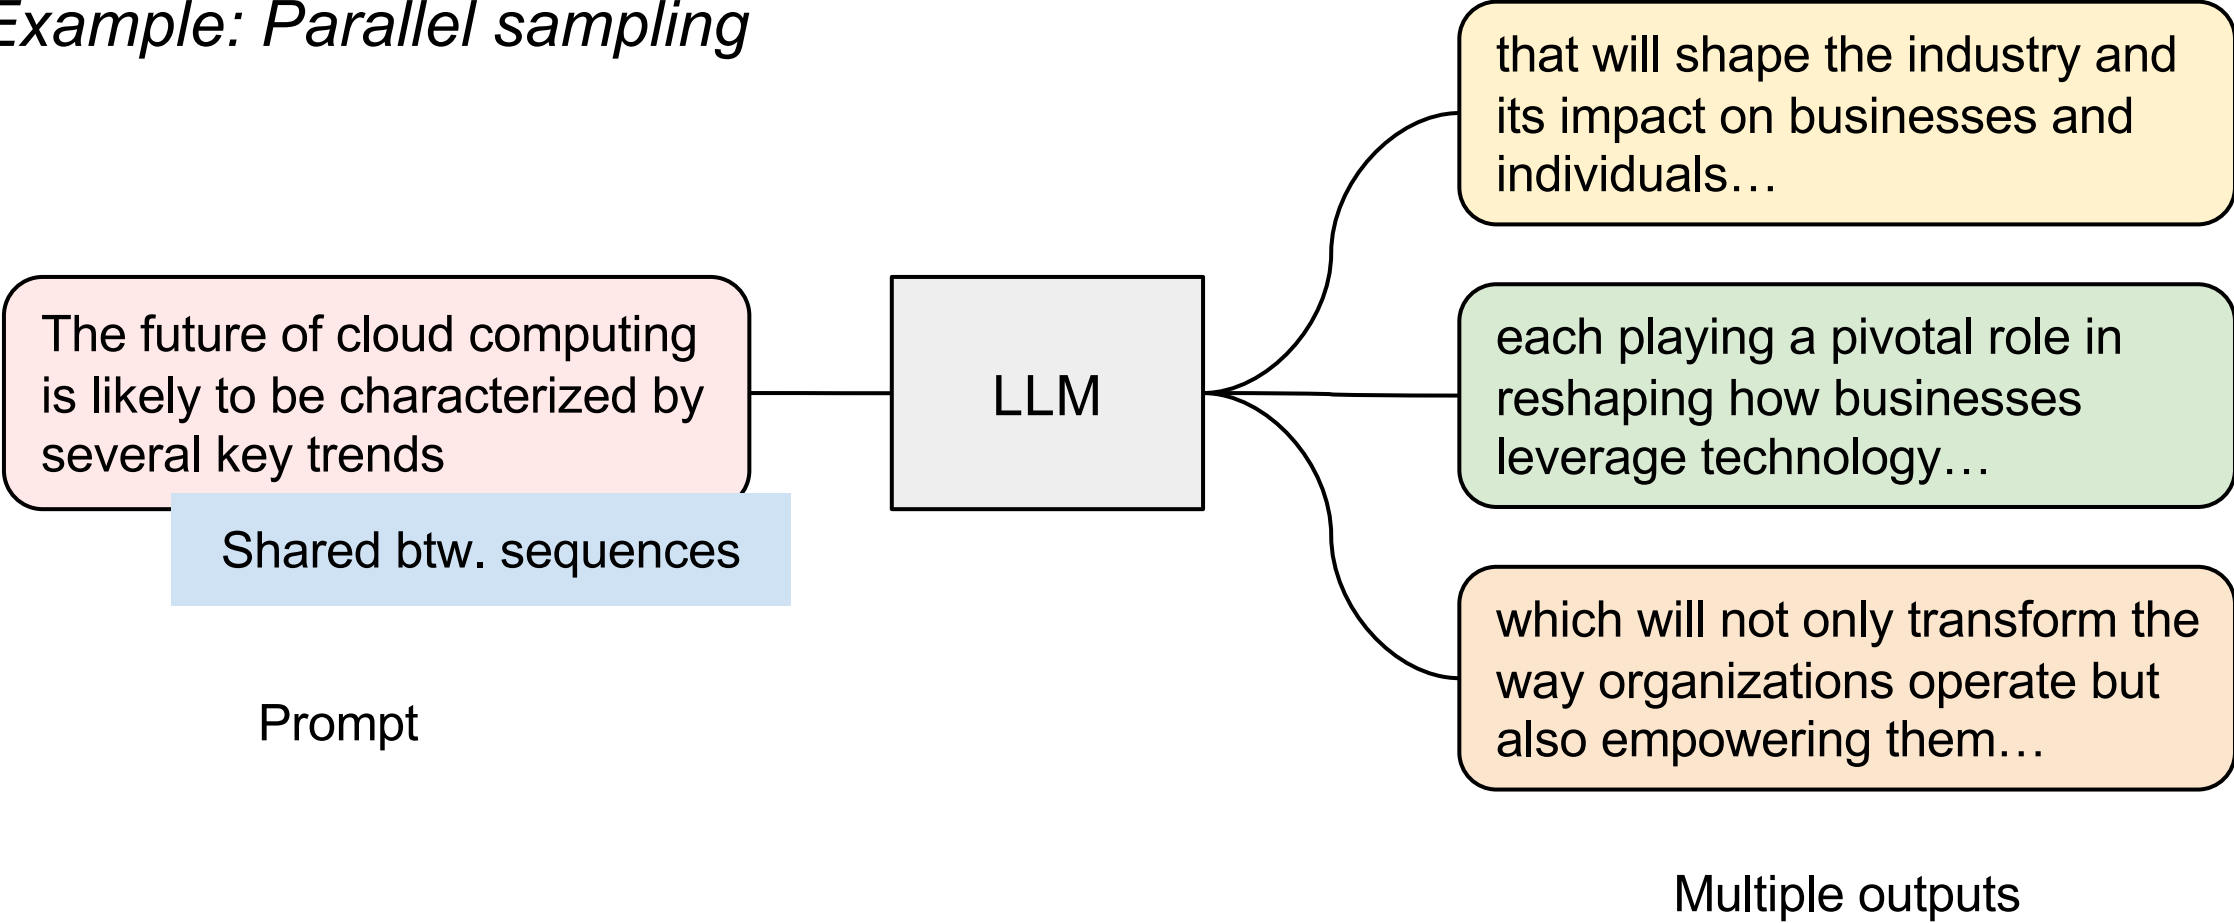 Example: Parallel sampling
The future of cloud computing
is likely to be characterized by
several key trends
Shared btw. sequences
Prompt
LLM
that will shape the industry and
its impact on businesses and
individuals…
each playing a pivotal role in
reshaping how businesses
leverage technology…
which will not only transform the
way organizations operate but
also empowering them…
Multiple outputs